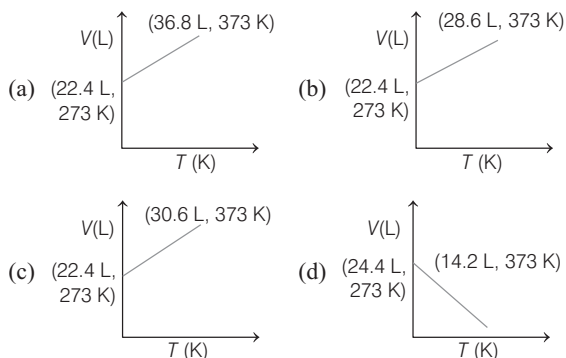 (36.8 L, 373 K)
V(L)
(a) (22.4 L,
273 K)
T (K)
(28.6 L, 373 K)
V(L)
(b) (22.4 L,
273 K)
T (K)
(30.6 L, 373 K)
V(L)
(c) (22.4 L,
273 K)
T (K)
V(L)
(d) (24.4 L, (14.2 L, 373 K)
273 K)
T (K)